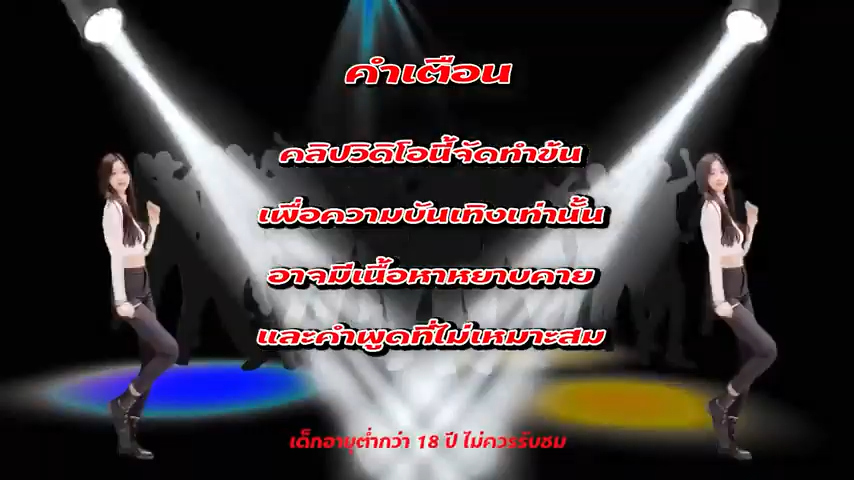 คำเตือน
คลิปวิดิโอนี้จัดทำขึ้น
เพื่อความบันเทิงเท่านั้น
อาจมีเนื้อหาหยาบคาย
และคำพูดที่ไม่เหมาะสม
เด็กอายุต่ำกว่า 18 ปี ไม่ควรรับชม